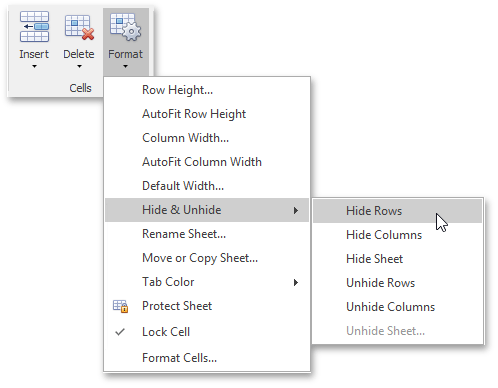 Insert
Delete
Format
Cells
Row Height...
AutoFit Row Height
Column Width...
AutoFit Column Width
Default Width...
Hide & Unhide
Rename Sheet...
Move or Copy Sheet...
Tab Color
Protect Sheet
Lock Cell
Format Cells...
Hide Rows
Hide Columns
Hide Sheet
Unhide Rows
Unhide Columns
Unhide Sheet...